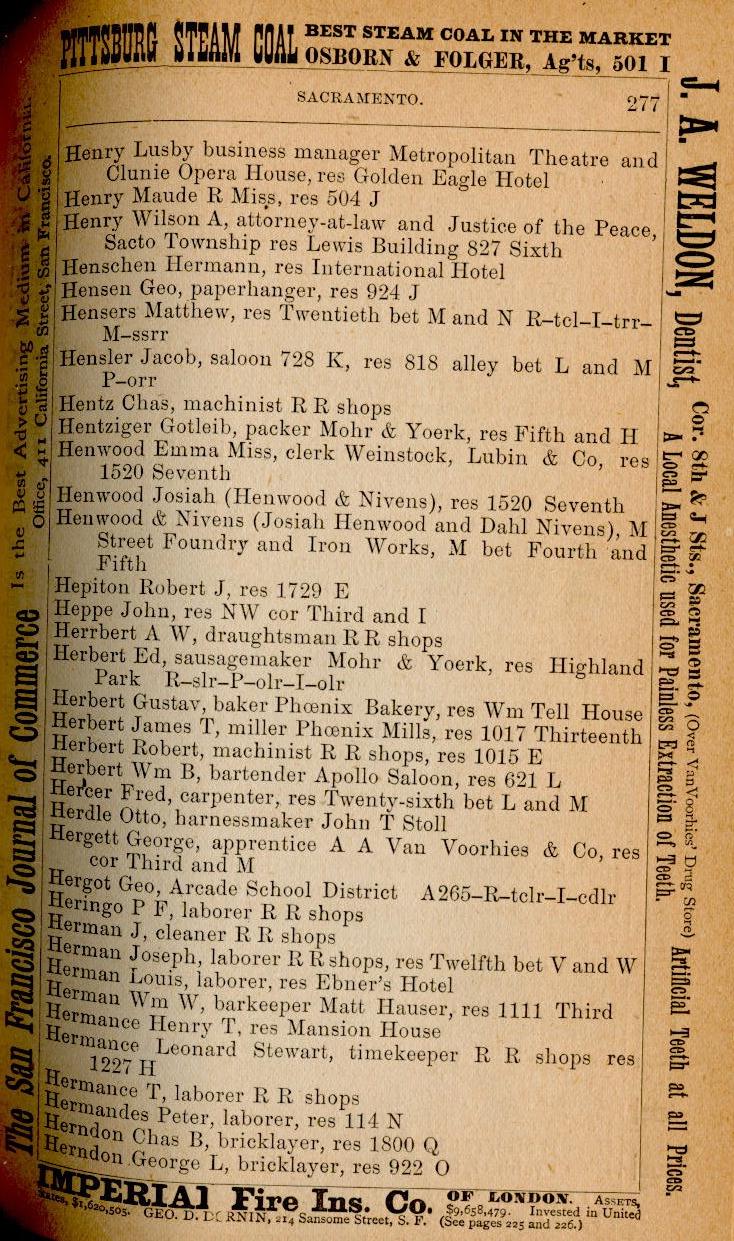 PITTSBURG STEAM COAL BEST STEAM COAL IN THE MARKET
OSBORN & FOLGER, Ag'ts, 501 I
SACRAMENTO. 277
Henry Lusby business manager Metropolitan Theatre and
Clunie Opera House, res Golden Eagle Hotel
Henry Maude R Miss, res 504 J
Henry Wilson A, attorney-at-law and Justice of the Peace,
Sacto Township res Lewis Building 827 Sixth
Henschen Hermann, res International Hotel
Hensen Geo, paperhanger, res 924 J
Hensers Matthew, res Twentieth bet M and N R–tcl–I–trr–
M–ssrr
Hensler Jacob, saloon 728 K, res 818 alley bet L and M
P–orr
Hentz Chas, machinist R R shops
Hentziger Gotleib, packer Mohr & Yoerk, res Fifth and H
Henwood Emma Miss, clerk Weinstock, Lubin & Co, res
1520 Seventh
Henwood Josiah (Henwood & Nivens), res 1520 Seventh
Henwood & Nivens (Josiah Henwood and Dahl Nivens), M
Street Foundry and Iron Works, M bet Fourth and
Fifth
Hepiton Robert J, res 1729 E
Heppe John, res NW cor Third and I
Herrbert A W, draughtsman R R shops
Herbert Ed, sausagemaker Mohr & Yoerk, res Highland
Park R–slr–P–olr–I–olr
Herbert Gustav, baker Phœnix Bakery, res Wm Tell House
Herbert James T, miller Phœnix Mills, res 1017 Thirteenth
Herbert Robert, machinist R R shops, res 1015 E
Herbert Wm B, bartender Apollo Saloon, res 621 L
Hercer Fred, carpenter, res Twenty-sixth bet L and M
Herdle Otto, harnessmaker John T Stoll
Hergett George, apprentice A A Van Voorhies & Co, res
cor Third and M
Hergot Geo, Arcade School District A265–R–tclr–I–cdlr
Heringo P F, laborer R R shops
Herman J, cleaner R R shops
Herman Joseph, laborer R R shops, res Twelfth bet V and W
Herman Louis, laborer, res Ebner's Hotel
Herman Wm W, barkeeper Matt Hauser, res 1111 Third
Hermance Henry T, res Mansion House
Hermance Leonard Stewart, timekeeper R R shops res
1227 H
Hermance T, laborer R R shops
Hermandes Peter, laborer, res 114 N
Herndon Chas B, bricklayer, res 1800 Q
Herndon George L, bricklayer, res 922 O
IMPERIAL Fire Ins. Co. OF LONDON. ASSETS,
$9,658,479. Invested in United
States, $1,620,505. GEO. D. DORNIN, 214 Sansome Street, S. F. (See pages 225 and 226.)
The San Francisco Journal of Commerce Is the Best Advertising Medium in California.
Office, 411 California Street, San Francisco.
J. A. WELDON, Dentist, Cor. 8th & J Sts., Sacramento, (Over VanVoorhies' Drug Store) Artificial Teeth at all Prices.
A Local Anesthetic used for Painless Extraction of Teeth.